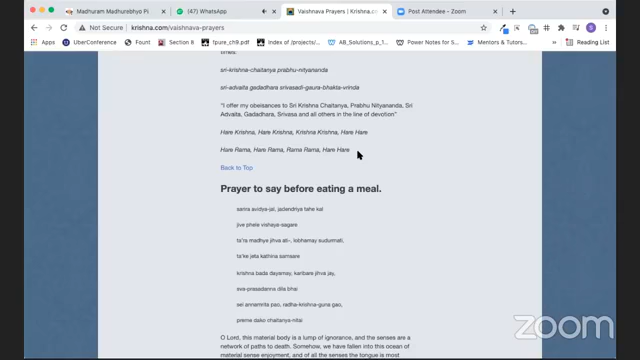 Madhuram Madhurebhyo Pi
(47) WhatsApp
Vaishnava Prayers | Krishna.co
Post Attendee - Zoom
Not Secure | krishna.com/vaishnava-prayers
UberConference
Fount
Section 8
fpure_ch9.pdf
Index of /projects/...
AB_Solutions_p_1...
Power Notes for S...
Mentors & Tutors...
Reading List
times.
sri-krishna-chaitanya prabhu-nityananda
sri-advaita gadadhara srivasadi-gaura-bhakta-vrinda
"I offer my obeisances to Sri Krishna Chaitanya, Prabhu Nityananda, Sri
Advaita, Gadadhara, Srivasa and all others in the line of devotion"
Hare Krishna, Hare Krishna, Krishna Krishna, Hare Hare
Hare Rama, Hare Rama, Rama Rama, Hare Hare
Back to Top
Prayer to say before eating a meal.
sarira avidya-jal, jadendriya tahe kal
jive phele vishaya-sagare
ta'ra madhye jihva ati-, lobhamay sudurmati,
ta'ke jeta kathina samsare
krishna bada dayamay, karibare jihva jay,
sva-prasadanna dila bhai
sei annamrita pao, radha-krishna-guna gao,
preme dako chaitanya-nitai
O Lord, this material body is a lump of ignorance, and the senses are a
network of paths to death. Somehow, we have fallen into this ocean of
material sense enjoyment, and of all the senses the tongue is most
zoom